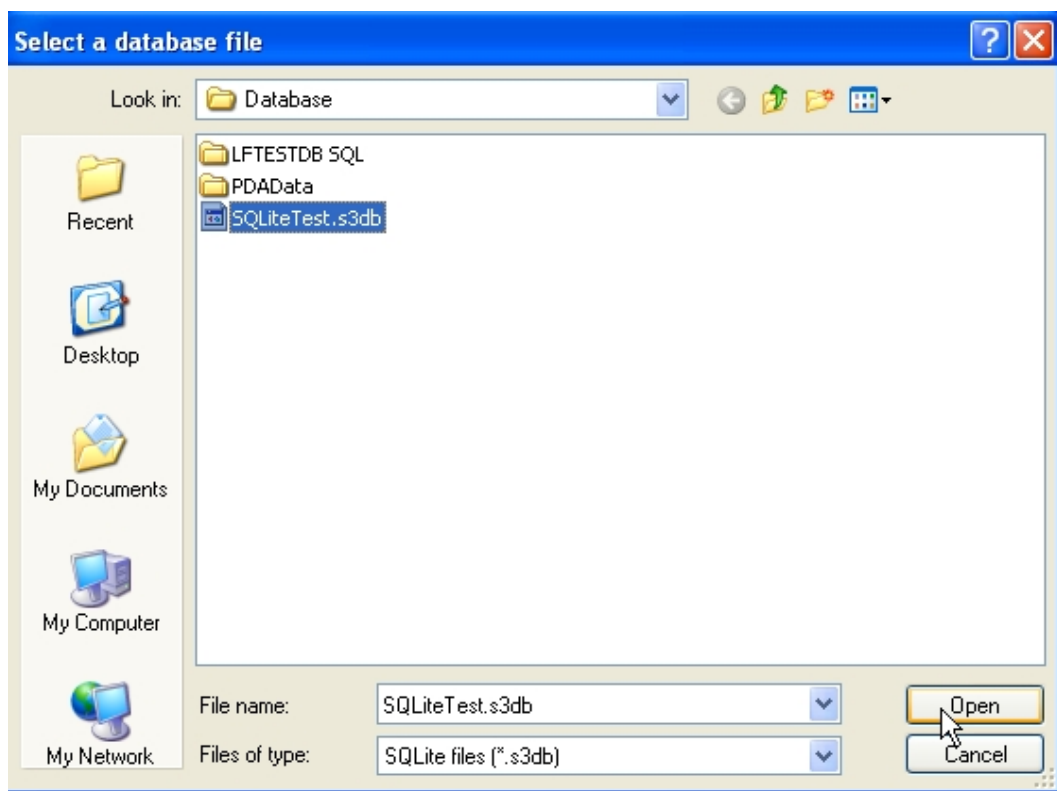 Select a database file
Look in: Database
LFTESTDB SQL
PDAData
SQLiteTest.s3db
Recent
Desktop
My Documents
My Computer
My Network
File name: SQLiteTest.s3db Open
Files of type: SQLite files (*.s3db) Cancel